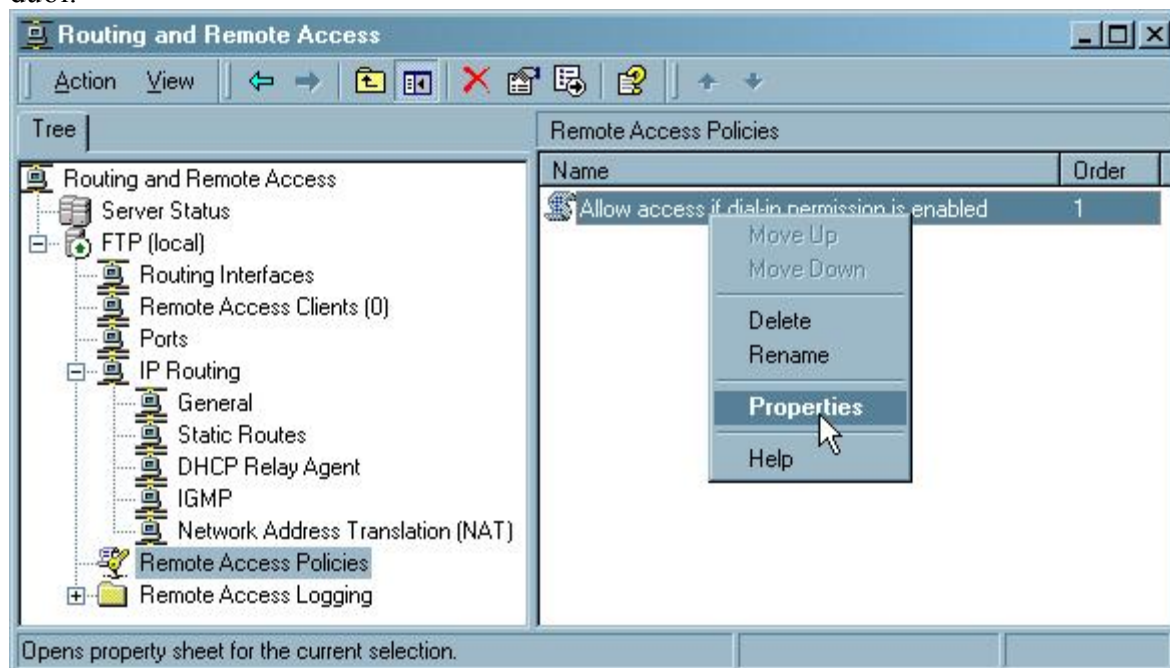 Routing and Remote Access
Action View
Tree
Remote Access Policies
Name Order
Routing and Remote Access
Server Status
FTP (local)
Routing Interfaces
Remote Access Clients (0)
Ports
IP Routing
General
Static Routes
DHCP Relay Agent
IGMP
Network Address Translation (NAT)
Remote Access Policies
Remote Access Logging
Allow access if dial-in permission is enabled 1
Move Up
Move Down
Delete
Rename
Properties
Help
Opens property sheet for the current selection.